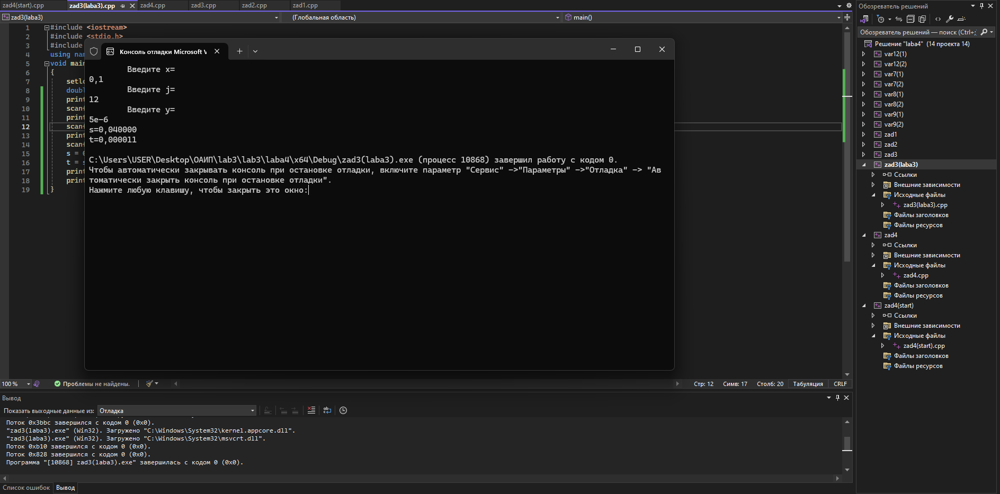 zad4(start).cpp
zad3(laba3).cpp
zad4.cpp
zad3.cpp
zad2.cpp
zad1.cpp
zad3(laba3)
(Глобальная область)
main()
1 #include <iostream>
2 #include <stdio.h>
3 #include
4 using nam
5 void main
6 {
7 setlo
8 doubl
9 print
10 scanf
11 print
12 scanf
13 print
14 scanf
15 s = 0
16 t = s
17 print
18 print
19 }
Консоль отладки Microsoft V
Введите x=
0,1
Введите j=
12
Введите y=
5e-6
s=0,040000
t=0,000011
C:\Users\USER\Desktop\ОАИП\lab3\lab3\laba4\x64\Debug\zad3(laba3).exe (процесс 10868) завершил работу с кодом 0.
Чтобы автоматически закрывать консоль при остановке отладки, включите параметр "Сервис" ->"Параметры" ->"Отладка" -> "Ав
томатически закрыть консоль при остановке отладки".
Нажмите любую клавишу, чтобы закрыть это окно:
100 %
Проблемы не найдены.
Стр: 12
Симв: 17
Столб: 20
Табуляция
CRLF
Вывод
Показать выходные данные из: Отладка
Поток 0x3bbc завершился с кодом 0 (0x0).
"zad3(laba3).exe" (Win32). Загружено "C:\Windows\System32\kernel.appcore.dll".
"zad3(laba3).exe" (Win32). Загружено "C:\Windows\System32\msvcrt.dll".
Поток 0xb10 завершился с кодом 0 (0x0).
Поток 0x828 завершился с кодом 0 (0x0).
Программа "[10868] zad3(laba3).exe" завершилась с кодом 0 (0x0).
Список ошибок
Вывод
Обозреватель решений
Обозреватель решений — поиск (Ctrl+;
Решение "laba4" (14 проекта 14)
var12(1)
var12(2)
var7(1)
var7(2)
var8(1)
var8(2)
var9(1)
var9(2)
zad1
zad2
zad3
zad3(laba3)
Ссылки
Внешние зависимости
Исходные файлы
zad3(laba3).cpp
Файлы заголовков
Файлы ресурсов
zad4
Ссылки
Внешние зависимости
Исходные файлы
zad4.cpp
Файлы заголовков
Файлы ресурсов
zad4(start)
Ссылки
Внешние зависимости
Исходные файлы
zad4(start).cpp
Файлы заголовков
Файлы ресурсов